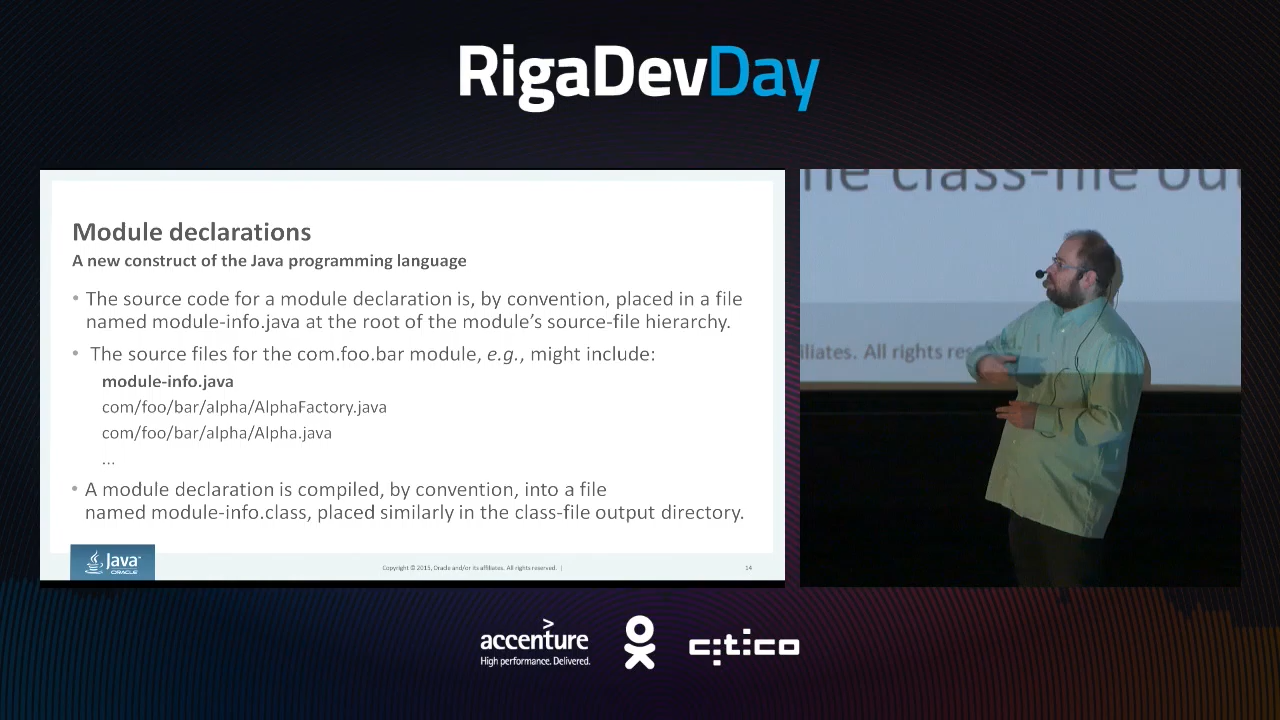 RigaDevDay
Module declarations
A new construct of the Java programming language
• The source code for a module declaration is, by convention, placed in a file
named module-info.java at the root of the module’s source-file hierarchy.
• The source files for the com.foo.bar module, e.g., might include:
module-info.java
com/foo/bar/alpha/AlphaFactory.java
com/foo/bar/alpha/Alpha.java
...
• A module declaration is compiled, by convention, into a file
named module-info.class, placed similarly in the class-file output directory.
Java
ORACLE
Copyright © 2015, Oracle and/or its affiliates. All rights reserved. |
14
class-file
All rights
accenture
High performance. Delivered.
citico